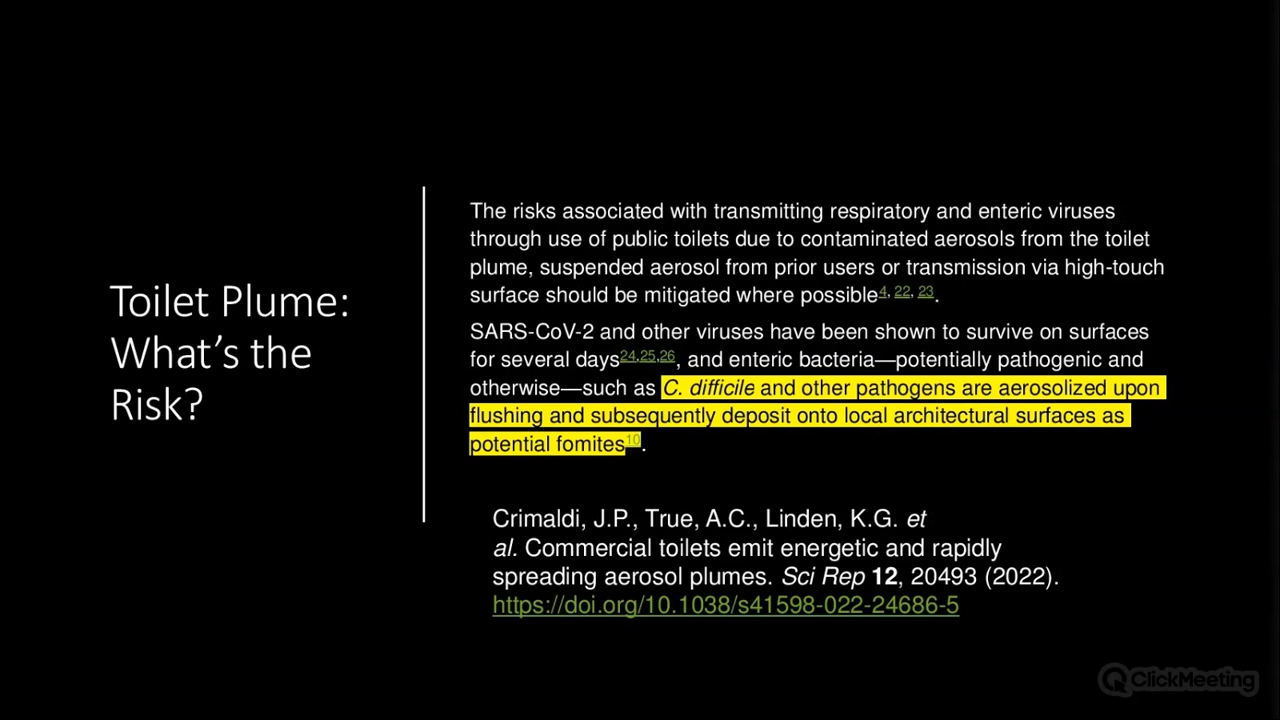 Toilet Plume:
What’s the
Risk?
The risks associated with transmitting respiratory and enteric viruses
through use of public toilets due to contaminated aerosols from the toilet
plume, suspended aerosol from prior users or transmission via high-touch
surface should be mitigated where possible4, 22, 23.
SARS-CoV-2 and other viruses have been shown to survive on surfaces
for several days24,25,26, and enteric bacteria—potentially pathogenic and
otherwise—such as C. difficile and other pathogens are aerosolized upon
flushing and subsequently deposit onto local architectural surfaces as
potential fomites10.
Crimaldi, J.P., True, A.C., Linden, K.G. et
al. Commercial toilets emit energetic and rapidly
spreading aerosol plumes. Sci Rep 12, 20493 (2022).
https://doi.org/10.1038/s41598-022-24686-5
ClickMeeting